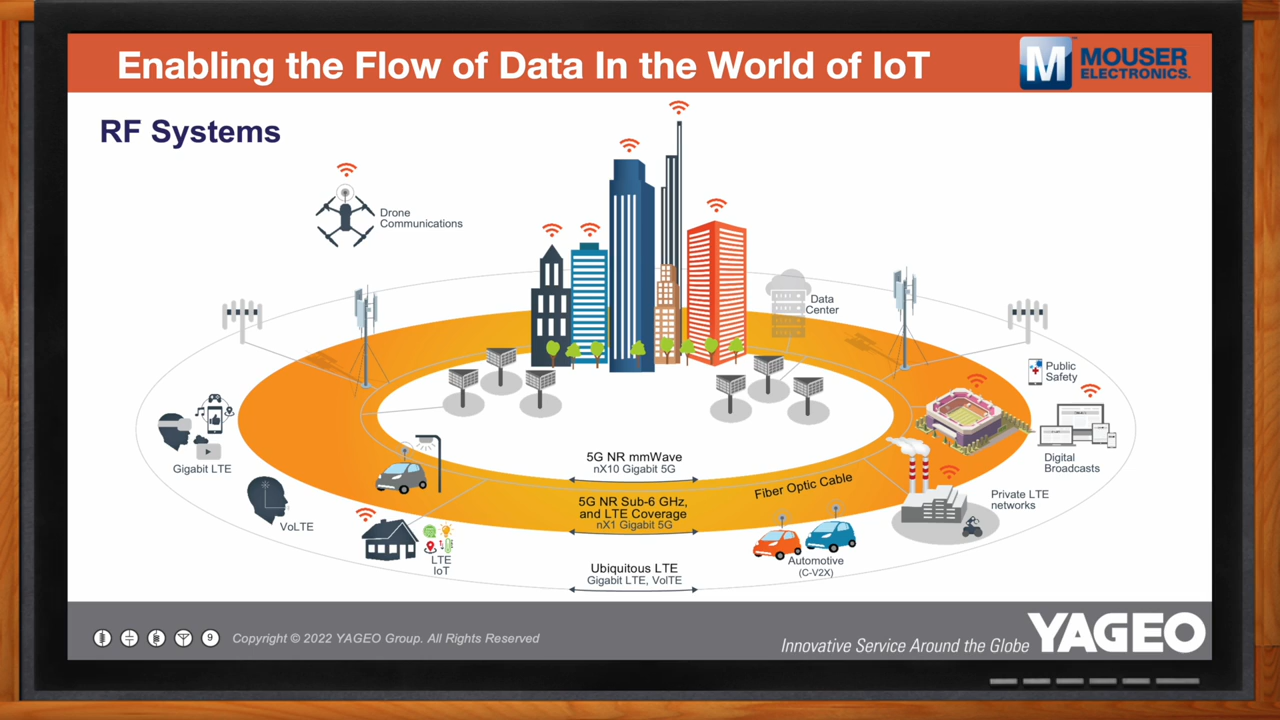 Enabling the Flow of Data In the World of IoT
M MOUSER
ELECTRONICS.
RF Systems
Drone
Communications
Data
Center
Public
Safety
Gigabit LTE
Digital
Broadcasts
5G NR mmWave
nX10 Gigabit 5G
Fiber Optic Cable
5G NR Sub-6 GHz,
and LTE Coverage
nX1 Gigabit 5G
Private LTE
networks
VoLTE
LTE
IoT
Automotive
(C-V2X)
Ubiquitous LTE
Gigabit LTE, VolTE
9
Copyright © 2022 YAGEO Group. All Rights Reserved
Innovative Service Around the Globe
YAGEO